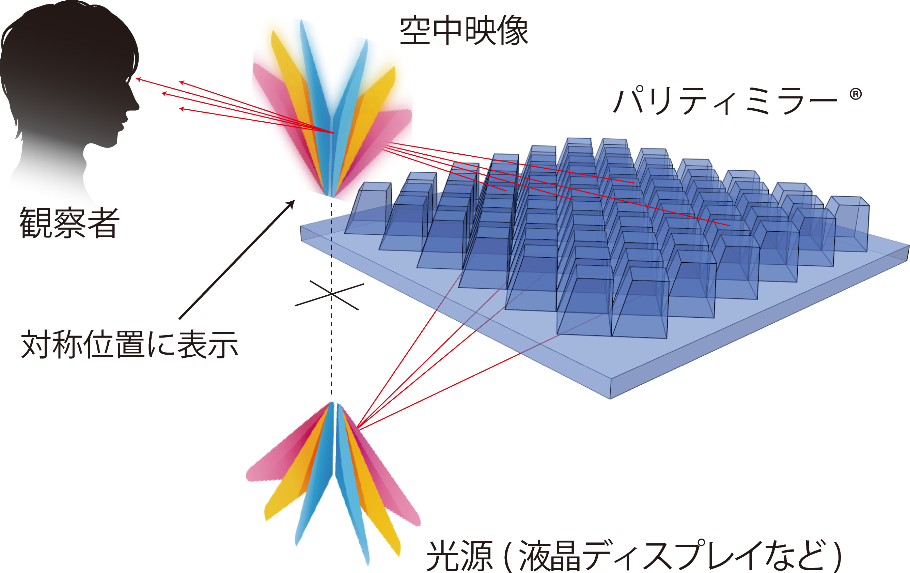 空中映像
パリティミラー®
観察者
対称位置に表示
光源(液晶ディスプレイなど)